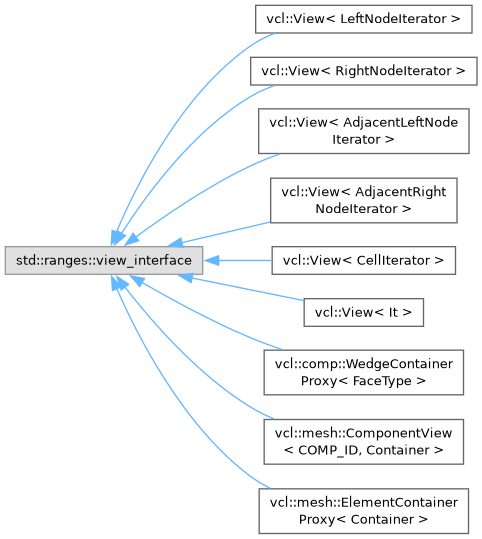 vcl::View< LeftNodeIterator >
vcl::View< RightNodeIterator >
vcl::View< AdjacentLeftNode
Iterator >
vcl::View< AdjacentRight
NodeIterator >
std::ranges::view_interface
vcl::View< CellIterator >
vcl::View< It >
vcl::comp::WedgeContainer
Proxy< FaceType >
vcl::mesh::ComponentView
< COMP_ID, Container >
vcl::mesh::ElementContainer
Proxy< Container >